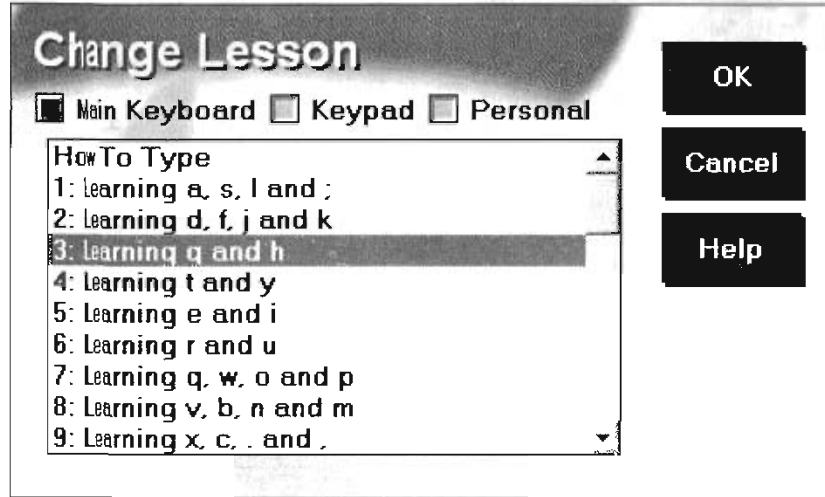 Change Lesson
Main Keyboard Keypad Personal
HowTo Type
1: Learning a, s, l and ;
2: Learning d, f, j and k
3: Learning g and h
4: Learning t and y
5: Learning e and i
6: Learning r and u
7: Learning q, w, o and p
8: Learning v, b, n and m
9: Learning x, c, . and ,
OK
Cancel
Help